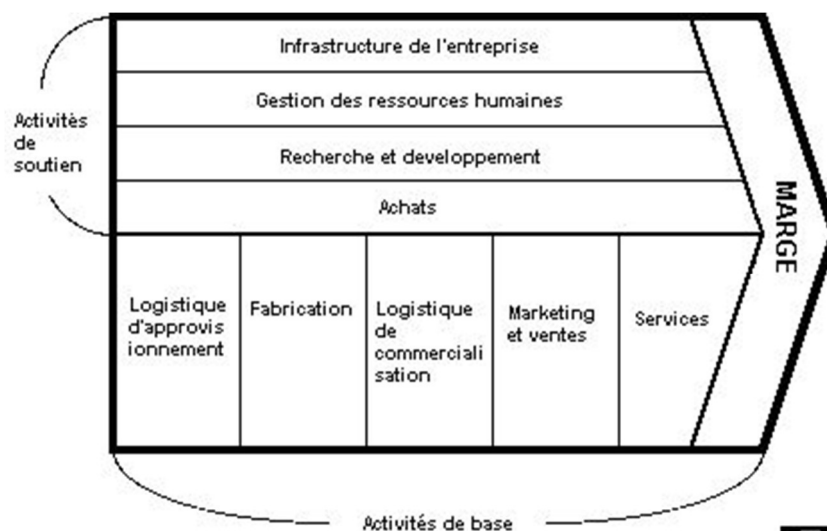 Infrastructure de l'entreprise
Gestion des ressources humaines
Activités
de
soutien
Recherche et developpement
Achats
MARGE
Logistique
d'approvis
ionnement
Fabrication
Logistique
de
commerciali
sation
Marketing
et ventes
Services
Activités de base